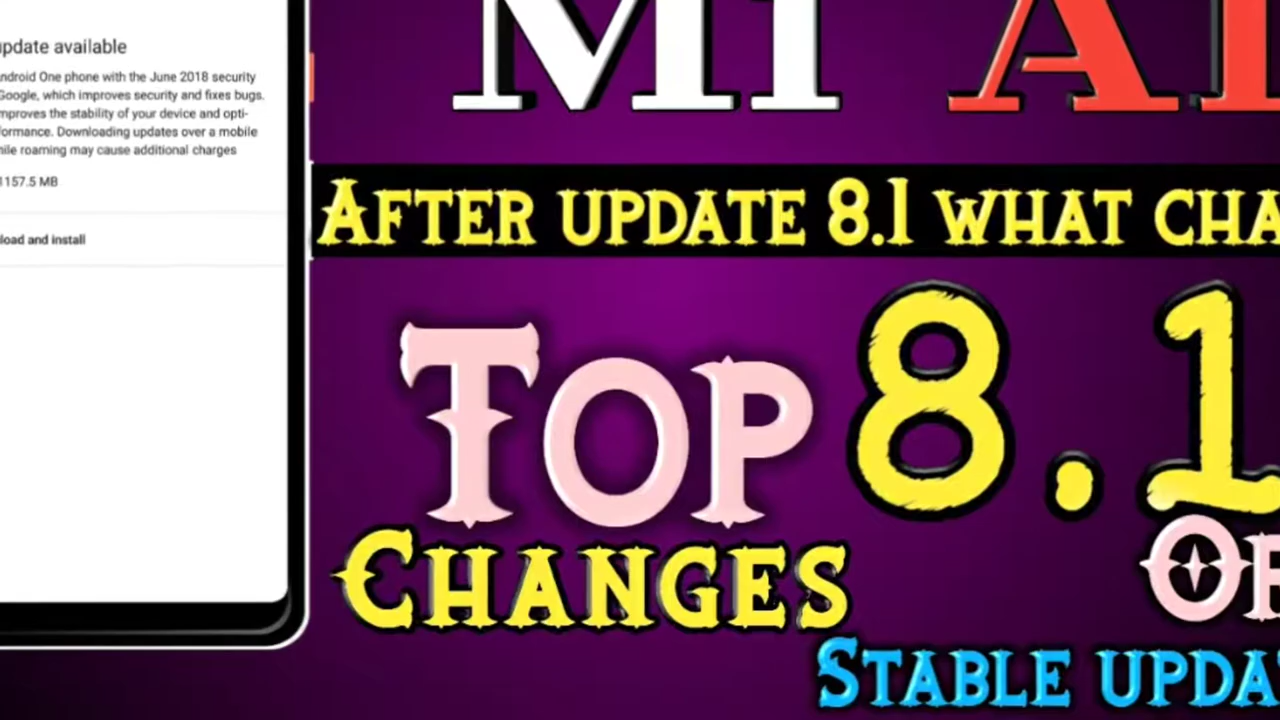 update available
ndroid One phone with the June 2018 security
Google, which improves security and fixes bugs.
mproves the stability of your device and opti-
formance. Downloading updates over a mobile
hile roaming may cause additional charges
1157.5 MB
load and install
Mi A1
After update 8.1 what cha
Top 8.1
Changes
Stable upda